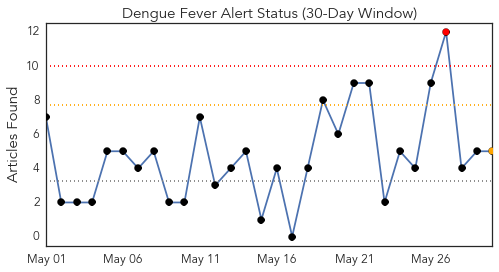 Dengue Fever Alert Status (30-Day Window)
Articles Found
12
10
8
6
4
2
0
May 01 May 06 May 11 May 16 May 21 May 26